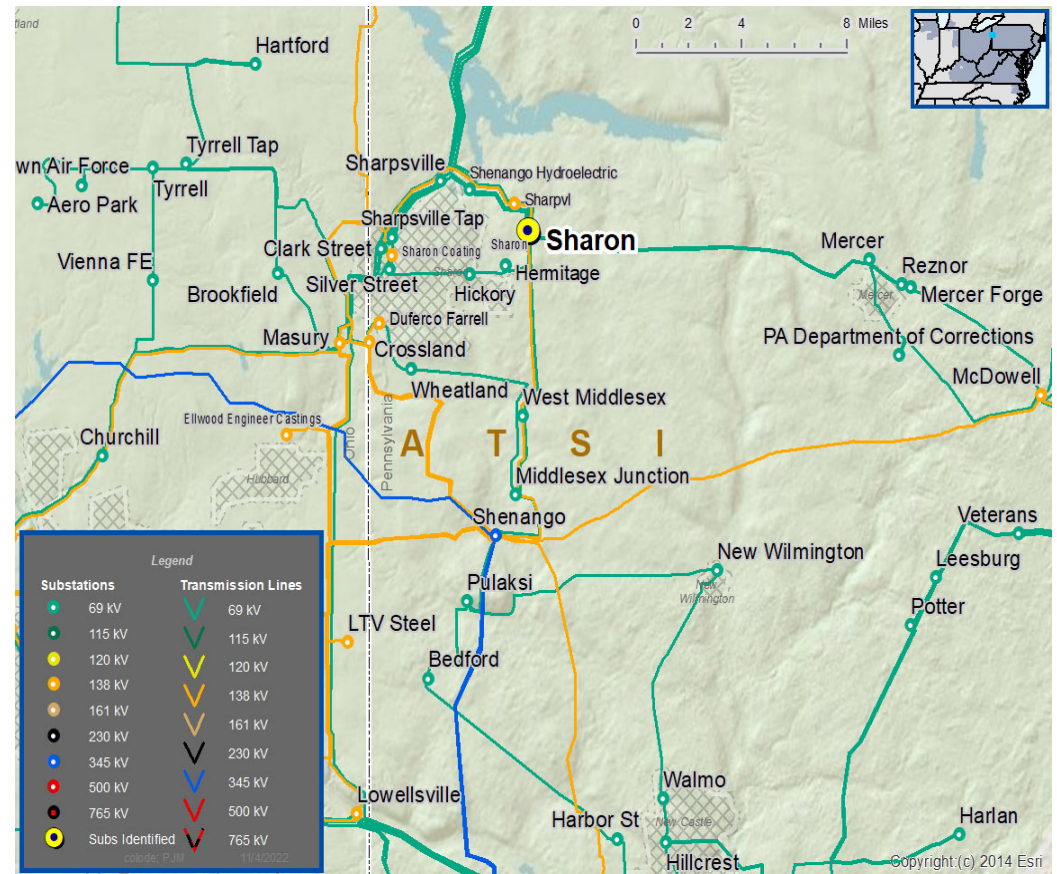 rtland
Hartford
0 4 2 4 8 Miles
Tyrrell Tap
wn Air Force
Tyrrell
Aero Park
Sharpsville
Shenango Hydroelectric
Sharpvl
Sharpsville Tap
Clark Street
Sharon Coating
Sharon
Sharon
Sharon
Vienna FE
Brookfield
Silver Street
Hermitage
Hickory
Mercer
Reznor
Mercer
Mercer Forge
Masury
Duferco Farrell
Crossland
PA Department of Corrections
McDowell
Wheatland
West Middlesex
Ellwood Engineer Castings
Churchill
Hubbard
Ohio
Pennsylvania
A T S I
Middlesex Junction
Shenango
Veterans
New Wilmington
Leesburg
New
Wilmington
Pulaksi
Potter
LTV Steel
Bedford
Lowellsville
Walmo
Harbor St
New Castle
Harlan
Hillcrest
Legend
Substations Transmission Lines
69 kV 69 kV
115 kV 115 kV
120 kV 120 kV
138 kV 138 kV
161 kV 161 kV
230 kV 230 kV
345 kV 345 kV
500 kV 500 kV
765 kV 765 kV
Subs Identified
colode, PJM 11/4/2022
Copyright:(c) 2014 Esri